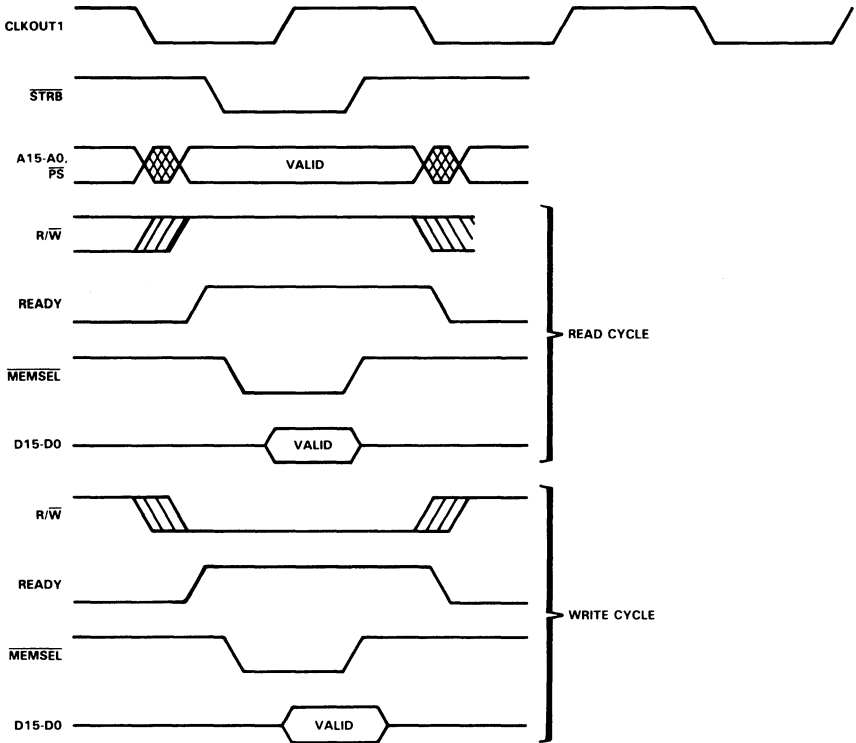 CLKOUT1
STRB
A15-A0,
PS
VALID
R/W
READY
READ CYCLE
MEMSEL
D15-D0
VALID
R/W
READY
WRITE CYCLE
MEMSEL
D15-D0
VALID